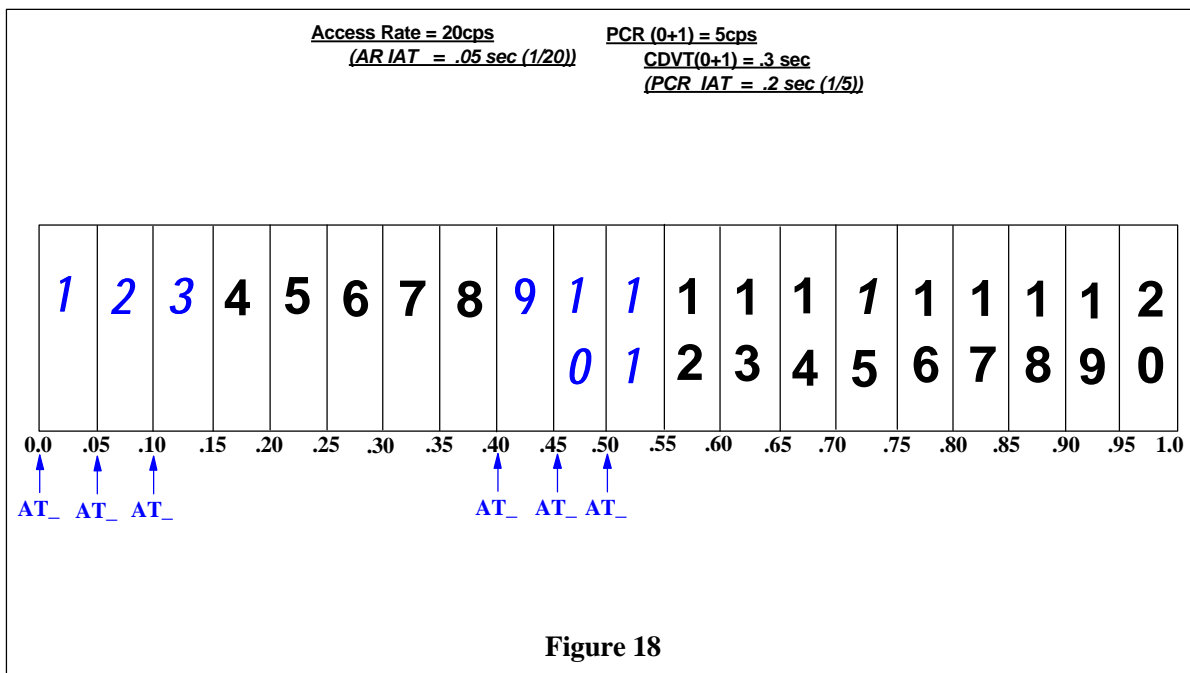 Access Rate = 20cps
(AR IAT = .05 sec (1/20))
PCR (0+1) = 5cps
CDVT(0+1) = .3 sec
(PCR IAT = .2 sec (1/5))
1 2 3 4 5 6 7 8 9 1 1 1 1 1 1 1 1 1 1 2
0 1 2 3 4 5 6 7 8 9 0
0.0 .05 .10 .15 .20 .25 .30 .35 .40 .45 .50 .55 .60 .65 .70 .75 .80 .85 .90 .95 1.0
AT_ AT_ AT_ AT_ AT_ AT_
Figure 18